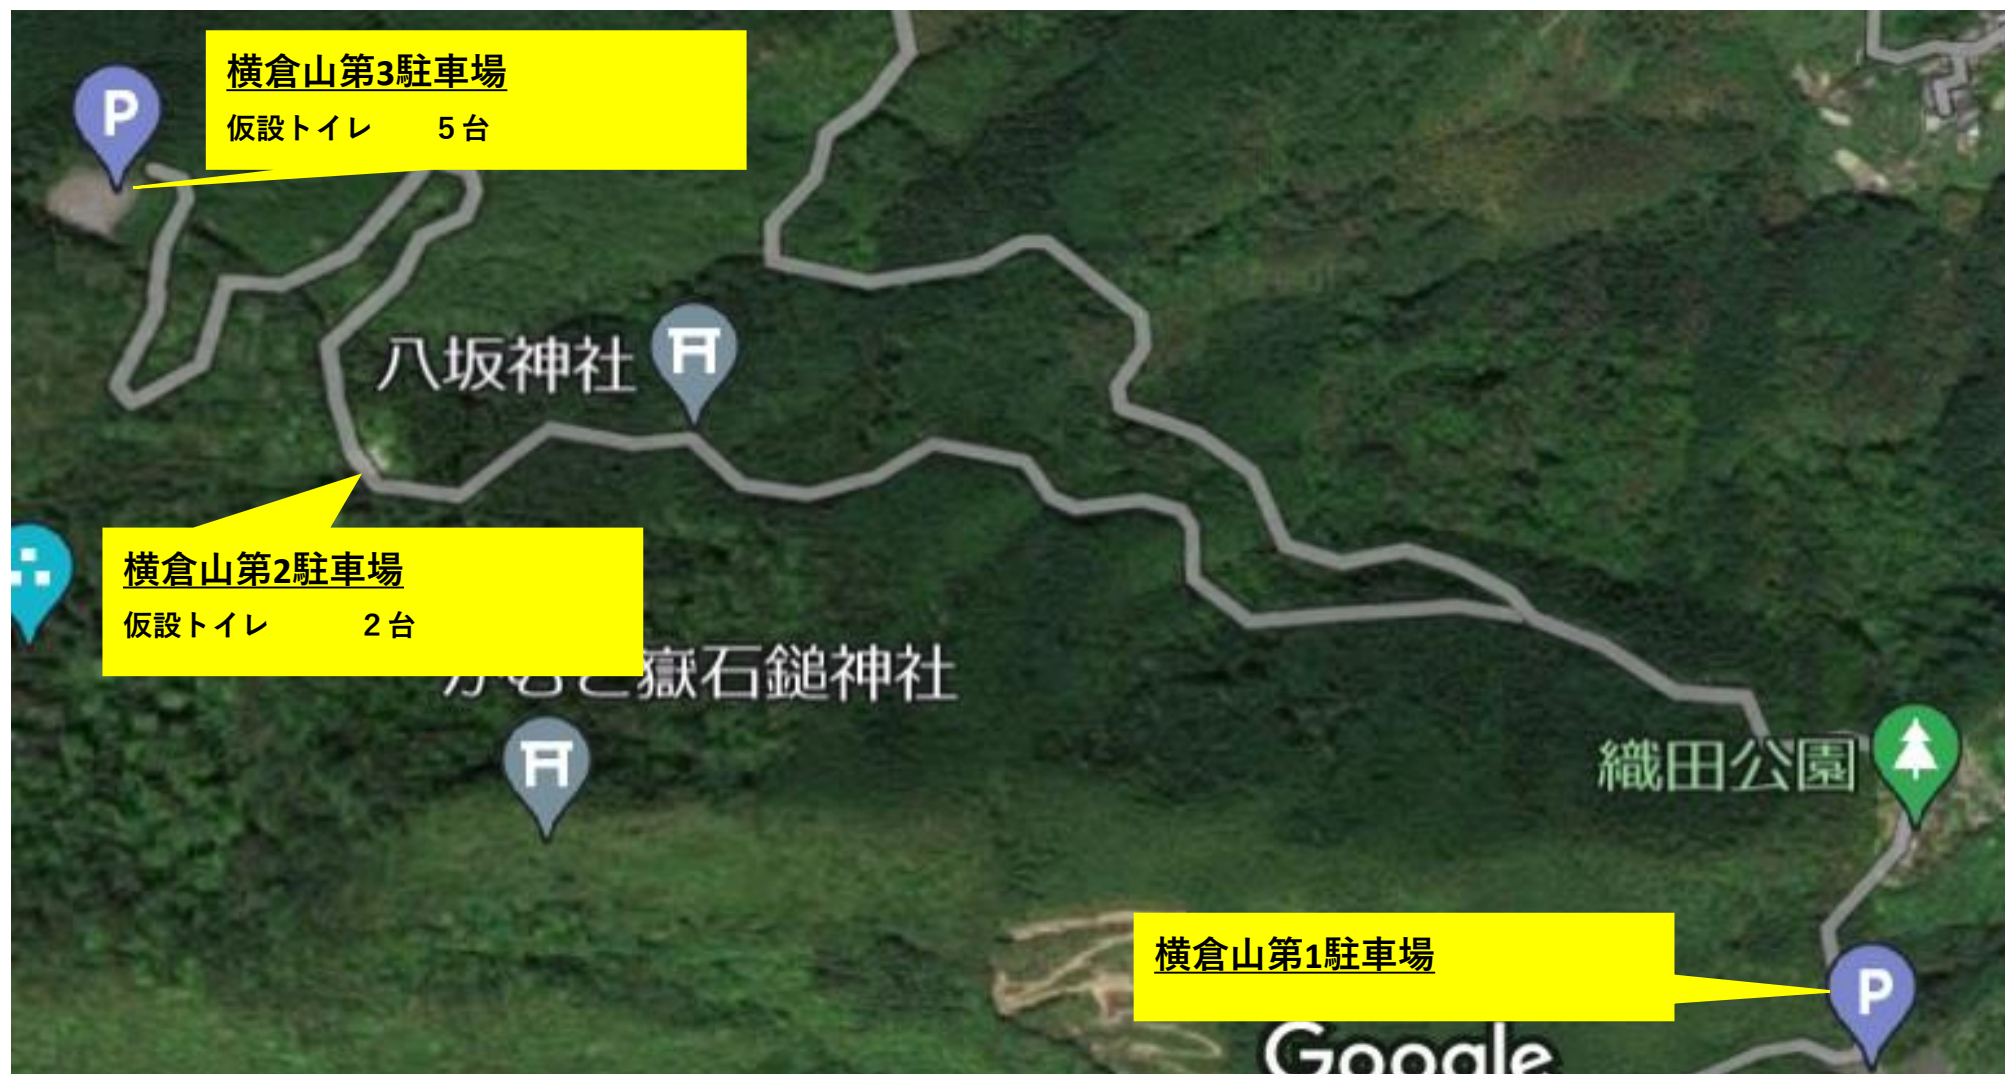 横倉山第3駐車場
仮設トイレ　　5台
P
八坂神社
横倉山第2駐車場
仮設トイレ　　　2台
嶽石鎚神社
織田公園
横倉山第1駐車場
P
Google